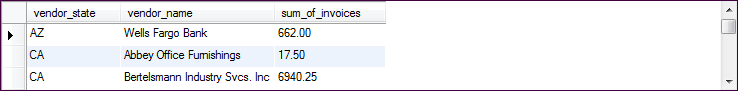 vendor_state vendor_name sum_of_invoices
AZ Wells Fargo Bank 662.00
CA Abbey Office Furnishings 17.50
CA Bertelsmann Industry Svcs. Inc 6940.25